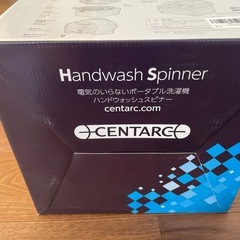 Handwash Spinner
電気のいらないポータブル洗濯機
ハンドウォッシュスピナー
centarc.com
CENTARC